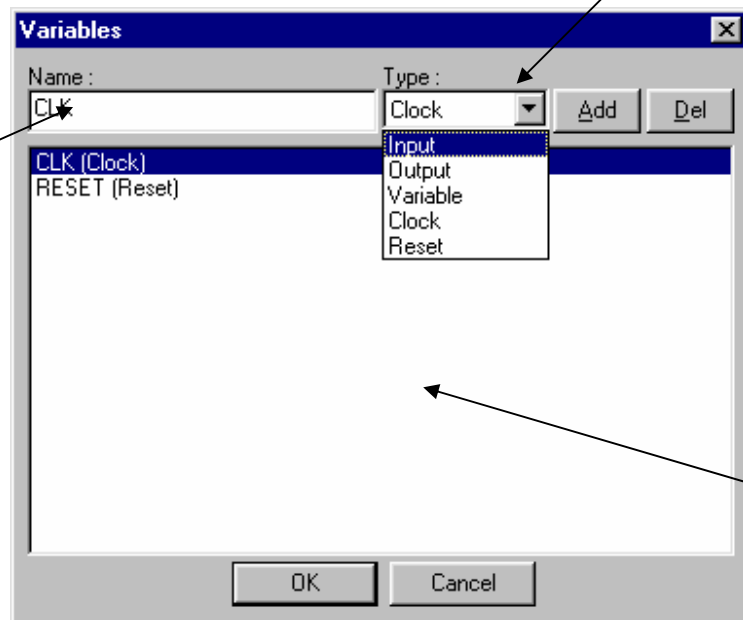 Variables
Name :
Type :
CLK
Clock
Add
Del
CLK (Clock)
RESET (Reset)
Input
Output
Variable
Clock
Reset
OK
Cancel